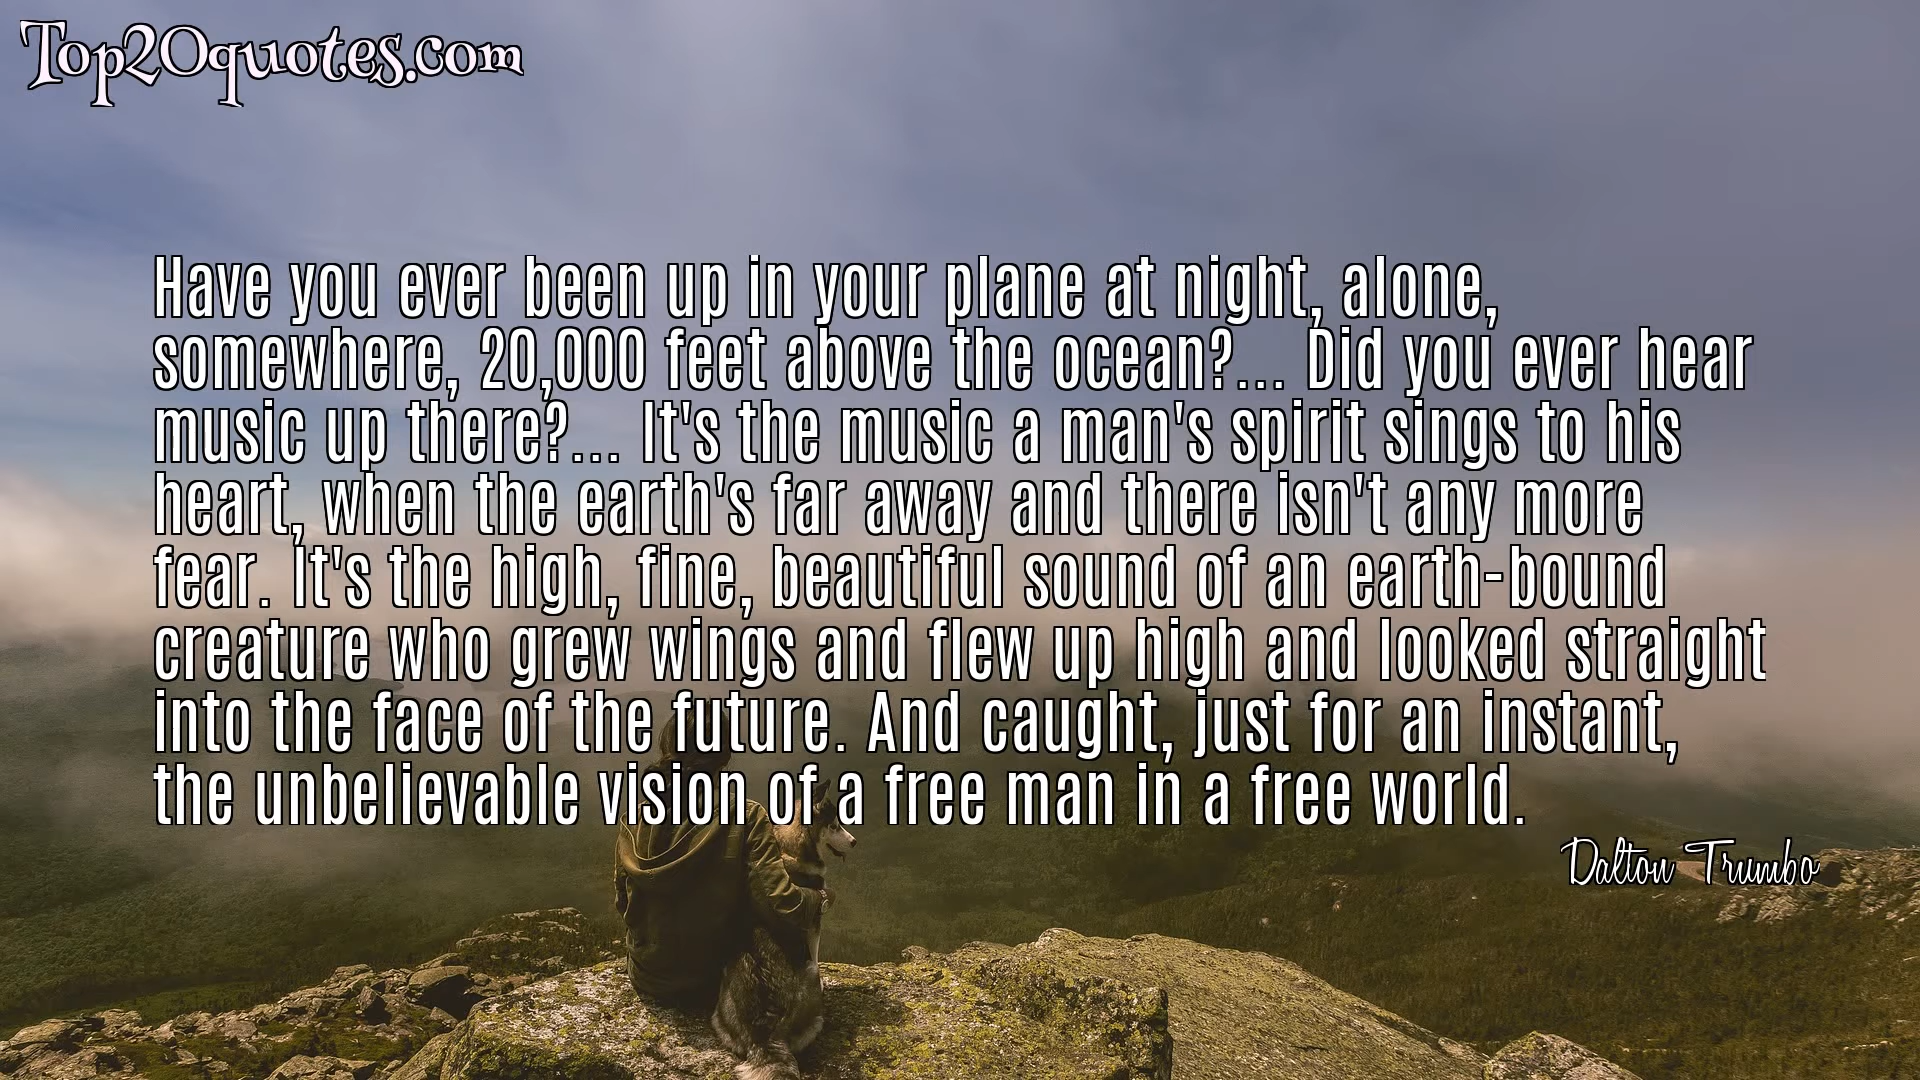 Top20quotes.com
Have you ever been up in your plane at night, alone,
somewhere, 20,000 feet above the ocean?... Did you ever hear
music up there?... It's the music a man's spirit sings to his
heart, when the earth's far away and there isn't any more
fear. It's the high, fine, beautiful sound of an earth-bound
creature who grew wings and flew up high and looked straight
into the face of the future. And caught, just for an instant,
the unbelievable vision of a free man in a free world.
Dalton Trumbo